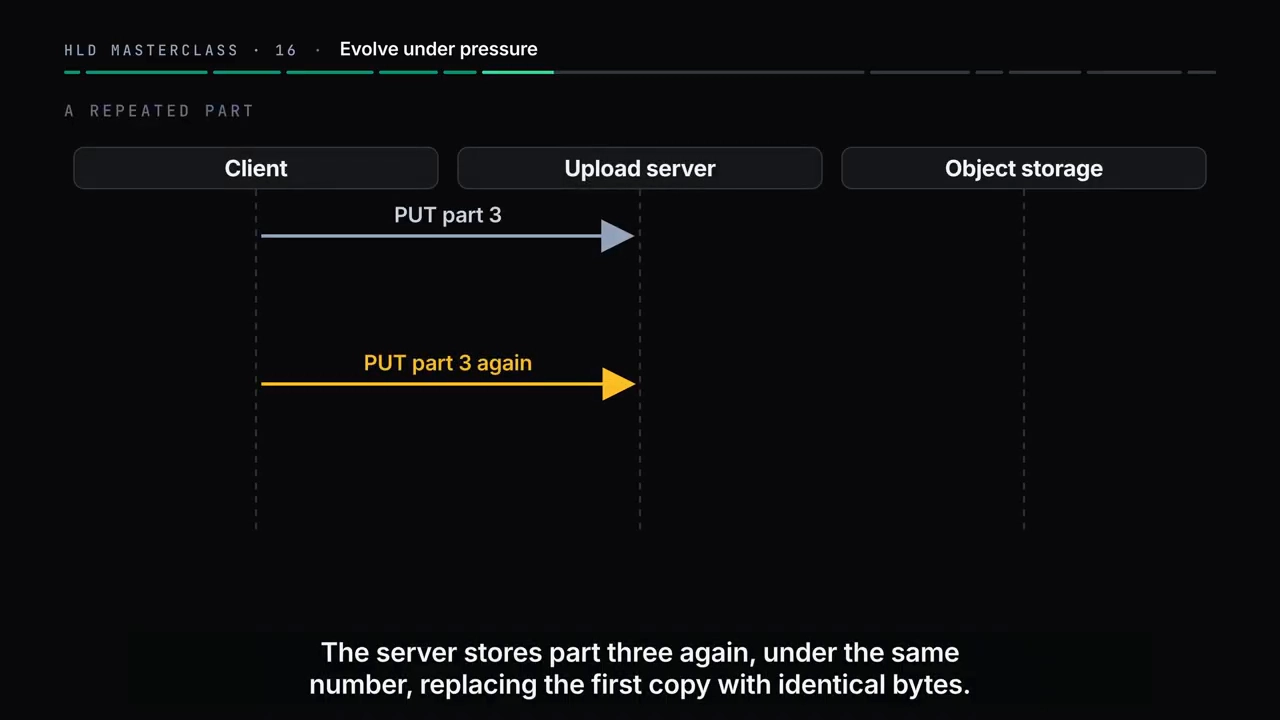 HLD MASTERCLASS · 16 · Evolve under pressure
A REPEATED PART
Client
Upload server
Object storage
PUT part 3
PUT part 3 again
The server stores part three again, under the same
number, replacing the first copy with identical bytes.